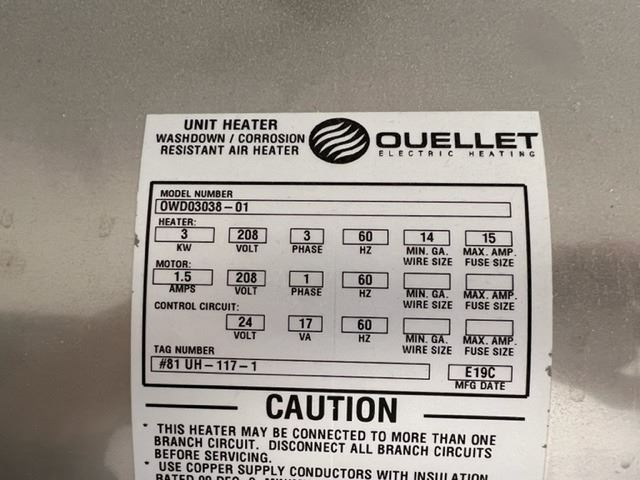 UNIT HEATER
WASHDOWN / CORROSION
RESISTANT AIR HEATER
OUELLET
ELECTRIC HEATING
MODEL NUMBER
OWD03038-01
HEATER:
3 208 3 60 14 15
KW VOLT PHASE HZ MIN. GA. WIRE SIZE MAX. AMP. FUSE SIZE
MOTOR:
1.5 208 1 60
AMPS VOLT PHASE HZ MIN. GA. WIRE SIZE MAX. AMP. FUSE SIZE
CONTROL CIRCUIT:
24 17 60
VOLT VA HZ MIN. GA. WIRE SIZE MAX. AMP. FUSE SIZE
TAG NUMBER
#81 UH-117-1 E19C
MFG DATE
CAUTION
* THIS HEATER MAY BE CONNECTED TO MORE THAN ONE
BRANCH CIRCUIT. DISCONNECT ALL BRANCH CIRCUITS
BEFORE SERVICING.
* USE COPPER SUPPLY CONDUCTORS WITH INSULATION